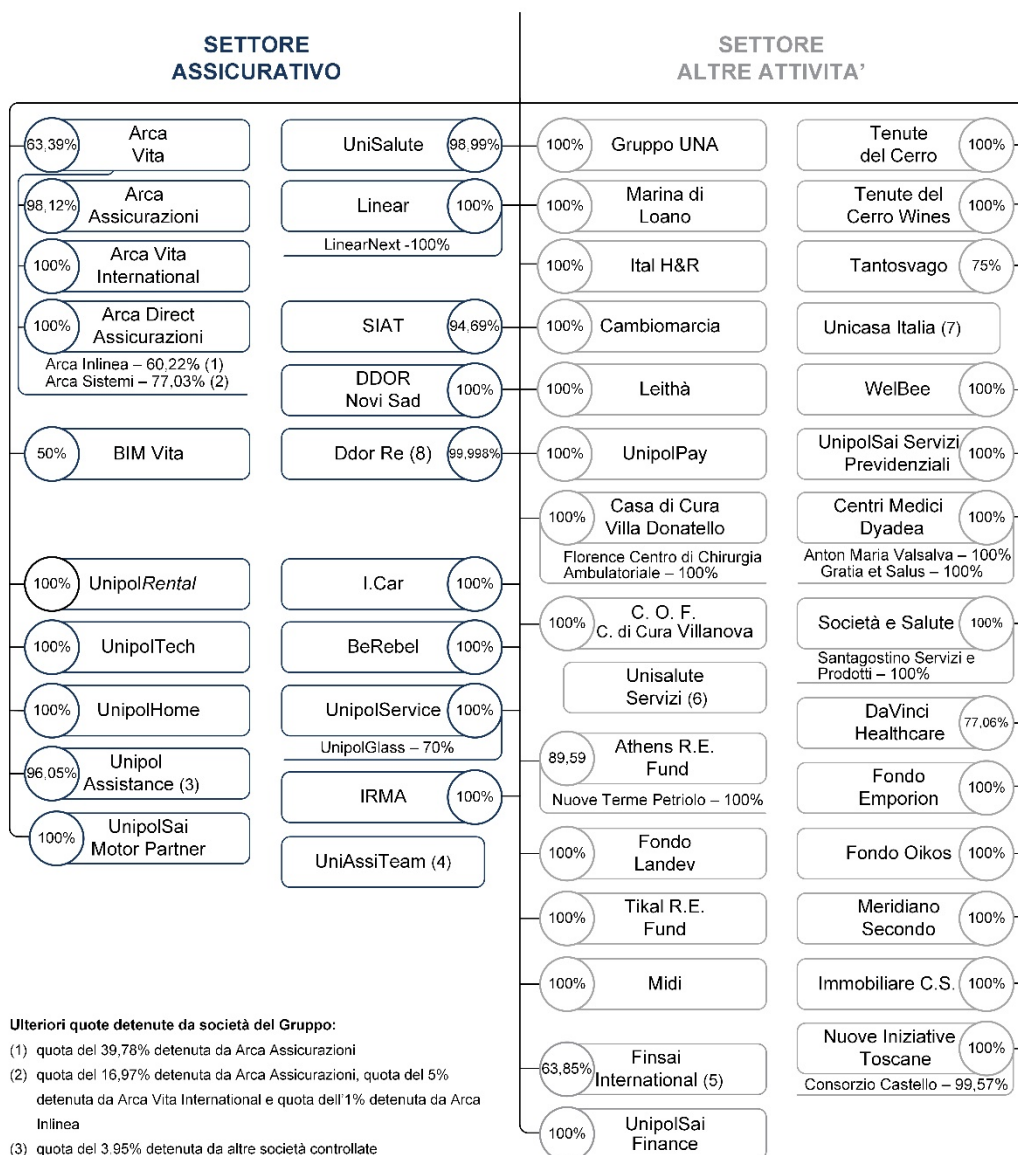 SETTORE
ASSICURATIVO
63,39%
Arca
Vita
98,12%
Arca
Assicurazioni
100%
Arca Vita
International
100%
Arca Direct
Assicurazioni
Arca Inlinea – 60,22% (1)
Arca Sistemi – 77,03% (2)
50%
BIM Vita
UniSalute
98,99%
Linear
100%
LinearNext -100%
SIAT
94,69%
DDOR
Novi Sad
100%
Ddor Re (8)
99,998%
100%
UnipolRental
100%
UnipolTech
100%
UnipolHome
96,05%
Unipol
Assistance (3)
100%
UnipolSai
Motor Partner
I.Car
100%
BeRebel
100%
UnipolService
100%
UnipolGlass – 70%
IRMA
100%
UniAssiTeam (4)
SETTORE
ALTRE ATTIVITA’
100%
Gruppo UNA
100%
Marina di
Loano
100%
Ital H&R
100%
Cambiomarcia
100%
Leithà
100%
UnipolPay
100%
Casa di Cura
Villa Donatello
Florence Centro di Chirurgia
Ambulatoriale – 100%
100%
C. O. F.
C. di Cura Villanova
Unisalute
Servizi (6)
89,59
Athens R.E.
Fund
Nuove Terme Petriolo – 100%
100%
Fondo
Landev
100%
Tikal R.E.
Fund
100%
Midi
63,85%
Finsai
International (5)
100%
UnipolSai
Finance
Tenute
del Cerro
100%
Tenute del
Cerro Wines
100%
Tantosvago
75%
Unicasa Italia (7)
WelBee
100%
UnipolSai Servizi
Previdenziali
100%
Centri Medici
Dyadea
100%
Anton Maria Valsalva – 100%
Gratia et Salus – 100%
Società e Salute
100%
Santagostino Servizi e
Prodotti – 100%
DaVinci
Healthcare
77,06%
Fondo
Emporion
100%
Fondo Oikos
100%
Meridiano
Secondo
100%
Immobiliare C.S.
100%
Nuove Iniziative
Toscane
100%
Consorzio Castello – 99,57%
Ulteriori quote detenute da società del Gruppo:
(1) quota del 39,78% detenuta da Arca Assicurazioni
(2) quota del 16,97% detenuta da Arca Assicurazioni, quota del 5%
detenuta da Arca Vita International e quota dell'1% detenuta da Arca
Inlinea
(3) quota del 3,95% detenuta da altre società controllate